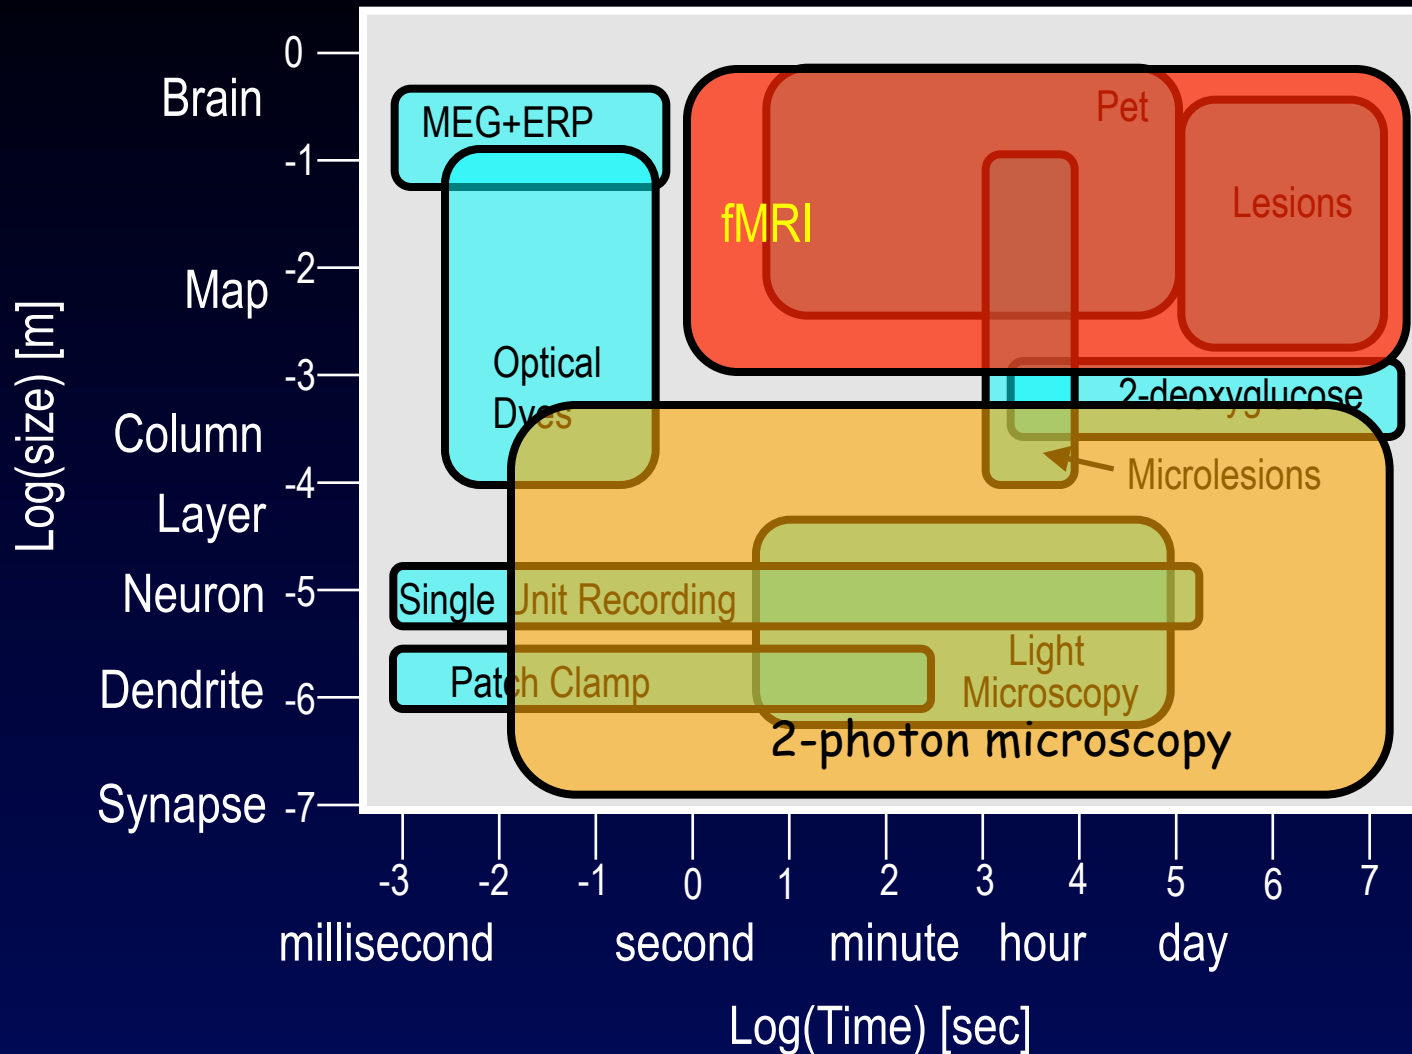 0
Brain
MEG+ERP
Pet
-1
Lesions
fMRI
-2
Map
Log(size) [m]
Optical
Dyes
-3
2-deoxyglucose
Column
Microlesions
-4
Layer
Neuron
-5
Single Unit Recording
Light
Microscopy
Dendrite
-6
Patch Clamp
2-photon microscopy
Synapse
-7
-3 -2 -1 0 1 2 3 4 5 6 7
millisecond second minute hour day
Log(Time) [sec]